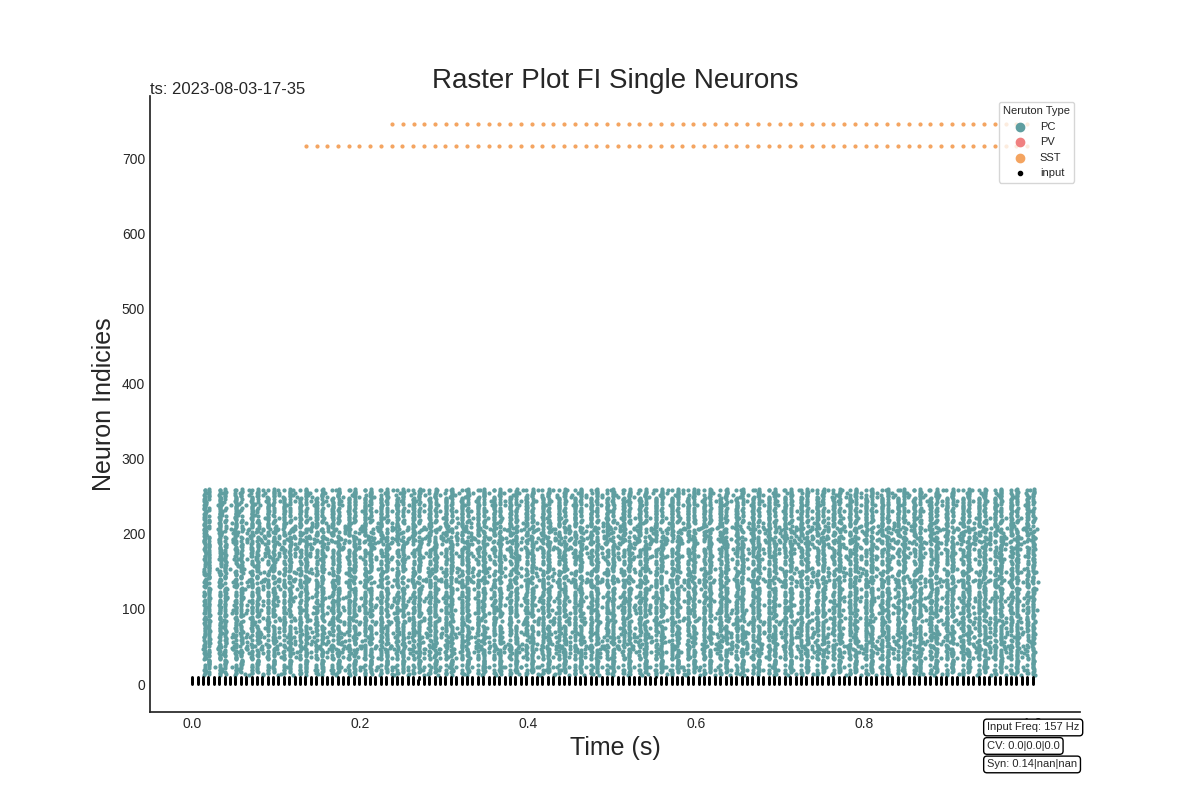 Raster Plot FI Single Neurons
ts: 2023-08-03-17-35
Neruton Type
PC
PV
SST
input
Neuron Indicies
700
600
500
400
300
200
100
0
0.0
0.2
0.4
0.6
0.8
Time (s)
Input Freq: 157 Hz
CV: 0.0|0.0|0.0
Syn: 0.14|nan|nan